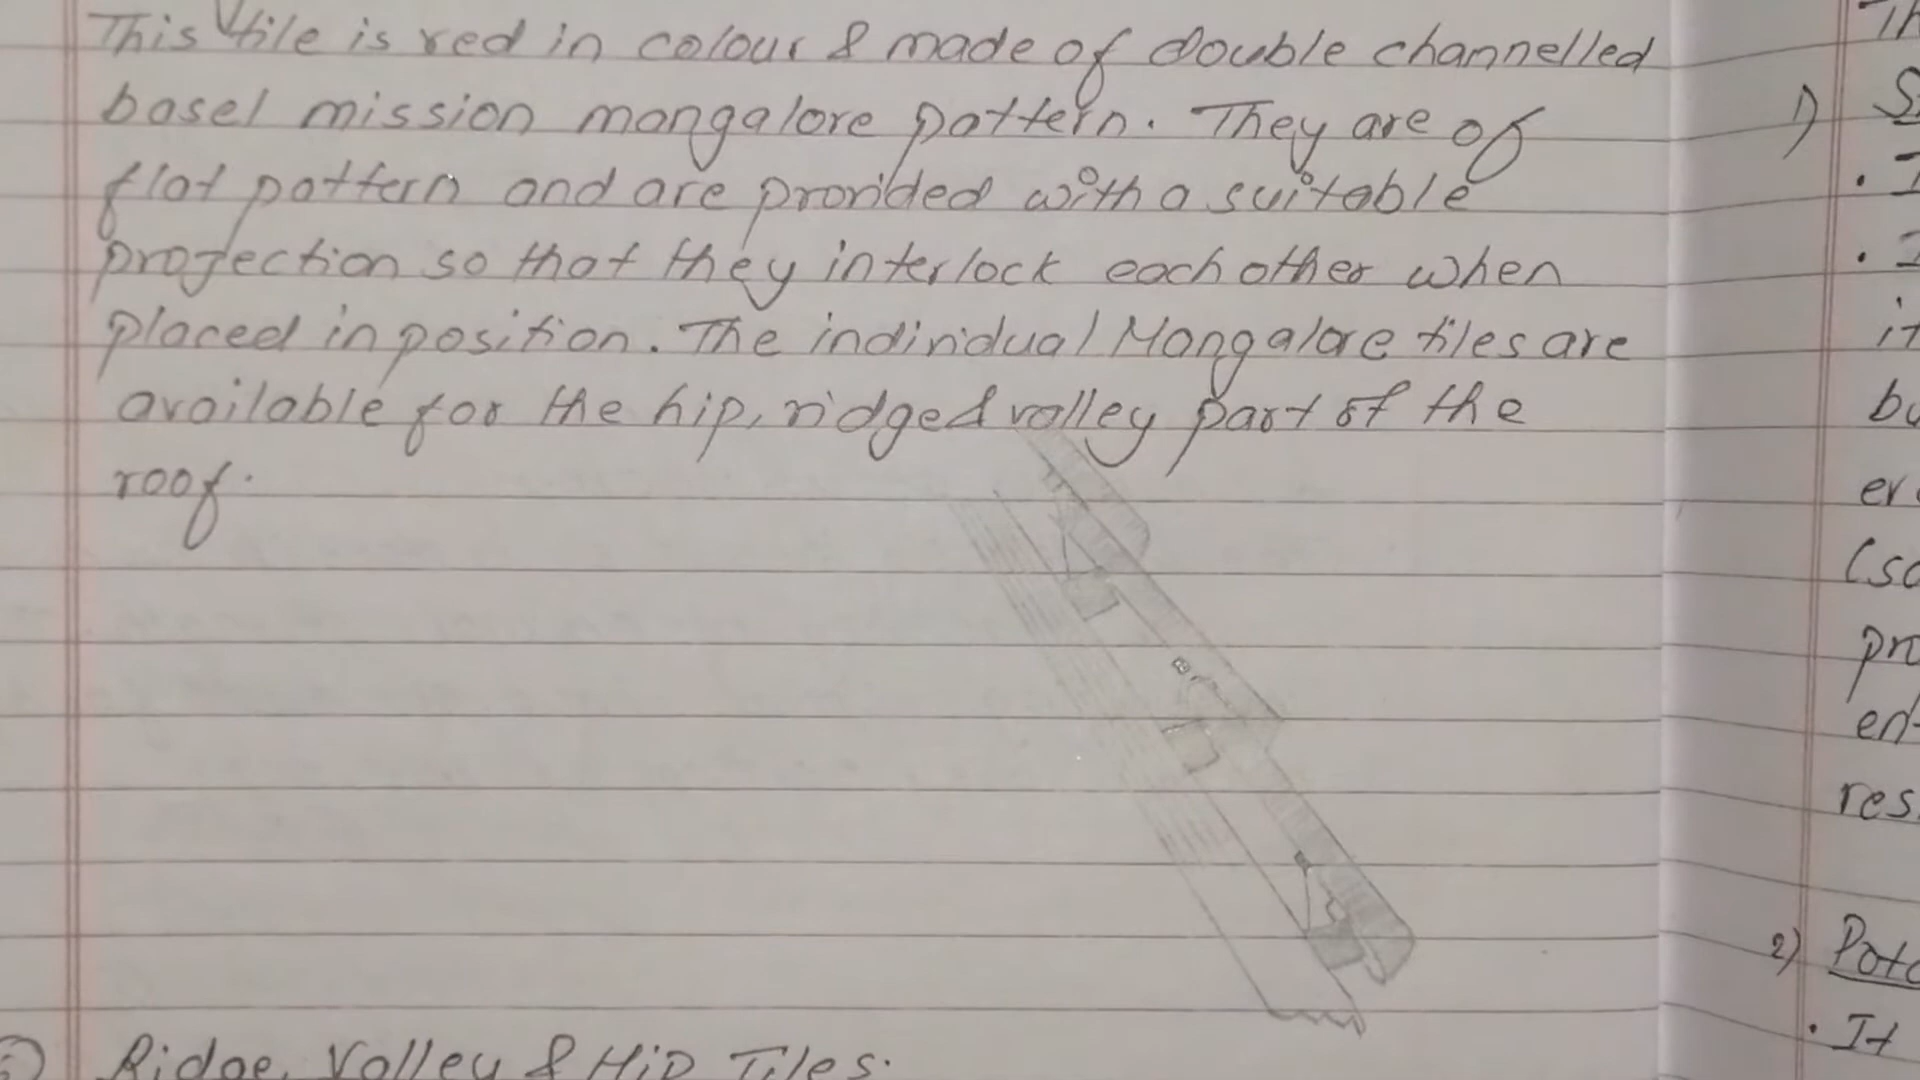 This tile is red in colour & made of double channelled
basel mission mangalore pattern. They are of
flat pattern and are provided with a suitable
projection so that they interlock each other when
placed in position. The individual Mangalore tiles are
available for the hip, ridged valley part of the
roof.
Ridge, Valley & Hip Tiles.
1)
it
2)
. It